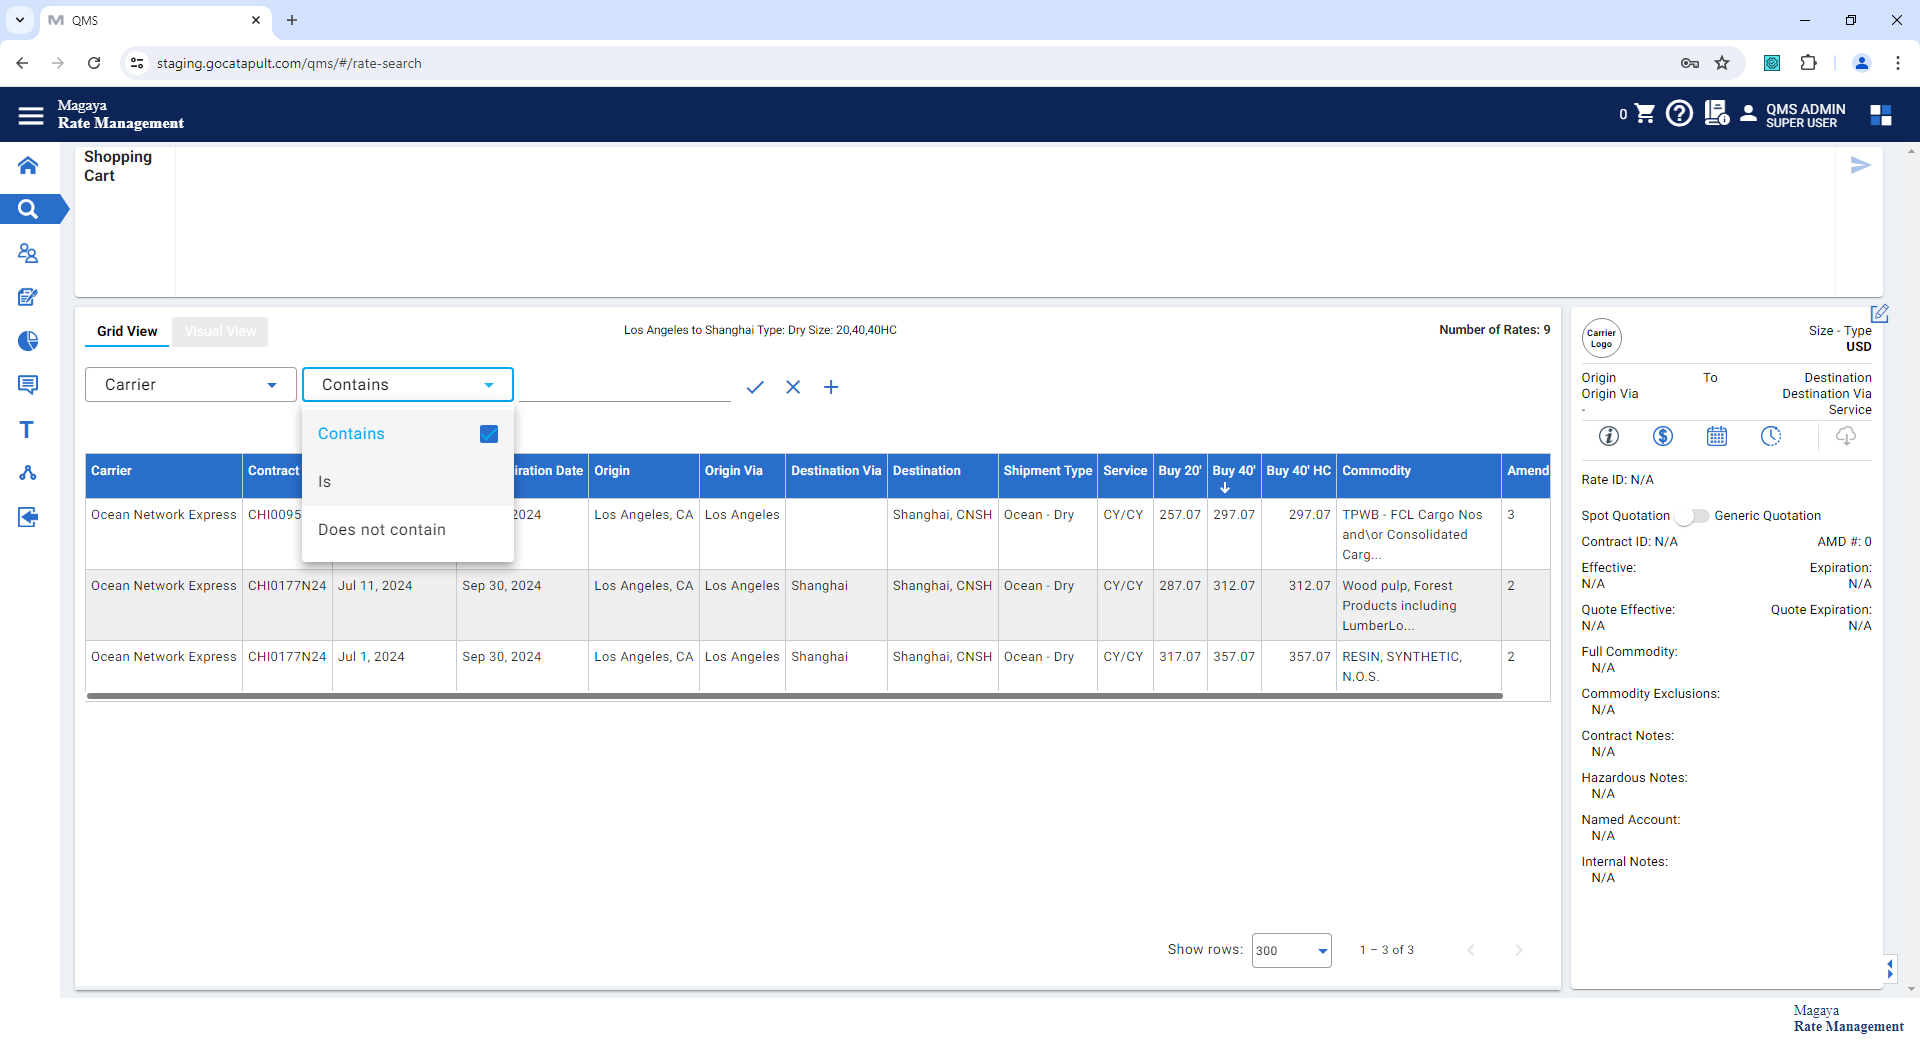 QMS
staging.gocatapult.com/qms/#/rate-search
Magaya
Rate Management
0
QMS ADMIN
SUPER USER
Shopping
Cart
Grid View
Visual View
Los Angeles to Shanghai Type: Dry Size: 20,40,40HC
Number of Rates: 9
Carrier
Contains
Contains
Is
Does not contain
Carrier Contract iration Date Origin Origin Via Destination Via Destination Shipment Type Service Buy 20' Buy 40' Buy 40' HC Commodity Amend
Ocean Network Express CHI0095 2024 Los Angeles, CA Los Angeles Shanghai, CNSH Ocean - Dry CY/CY 257.07 297.07 297.07 TPWB - FCL Cargo Nos 3
and\or Consolidated
Carg...
Ocean Network Express CHI0177N24 Jul 11, 2024 Sep 30, 2024 Los Angeles, CA Los Angeles Shanghai Shanghai, CNSH Ocean - Dry CY/CY 287.07 312.07 312.07 Wood pulp, Forest 2
Products including
LumberLo...
Ocean Network Express CHI0177N24 Jul 1, 2024 Sep 30, 2024 Los Angeles, CA Los Angeles Shanghai Shanghai, CNSH Ocean - Dry CY/CY 317.07 357.07 357.07 RESIN, SYNTHETIC, 2
N.O.S.
Show rows: 300 1 – 3 of 3
Carrier
Logo
Size - Type
USD
Origin To Destination
Origin Via Destination Via
- Service
Rate ID: N/A
Spot Quotation Generic Quotation
Contract ID: N/A AMD #: 0
Effective: Expiration:
N/A N/A
Quote Effective: Quote Expiration:
N/A N/A
Full Commodity:
N/A
Commodity Exclusions:
N/A
Contract Notes:
N/A
Hazardous Notes:
N/A
Named Account:
N/A
Internal Notes:
N/A
Magaya
Rate Management